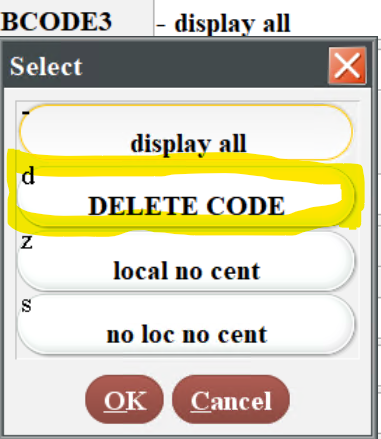 BCODE3 - display all
Select
-
display all
d
DELETE CODE
z
local no cent
s
no loc no cent
OK Cancel